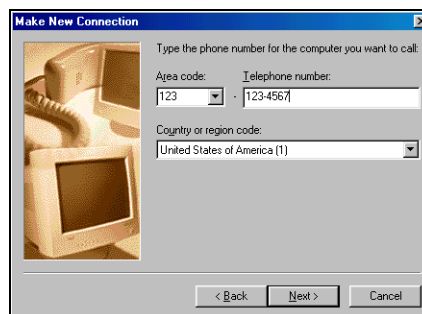 Make New Connection
Type the phone number for the computer you want to call:
Area code: Telephone number:
123 - 123-4567
Country or region code:
United States of America (1)
< Back Next > Cancel